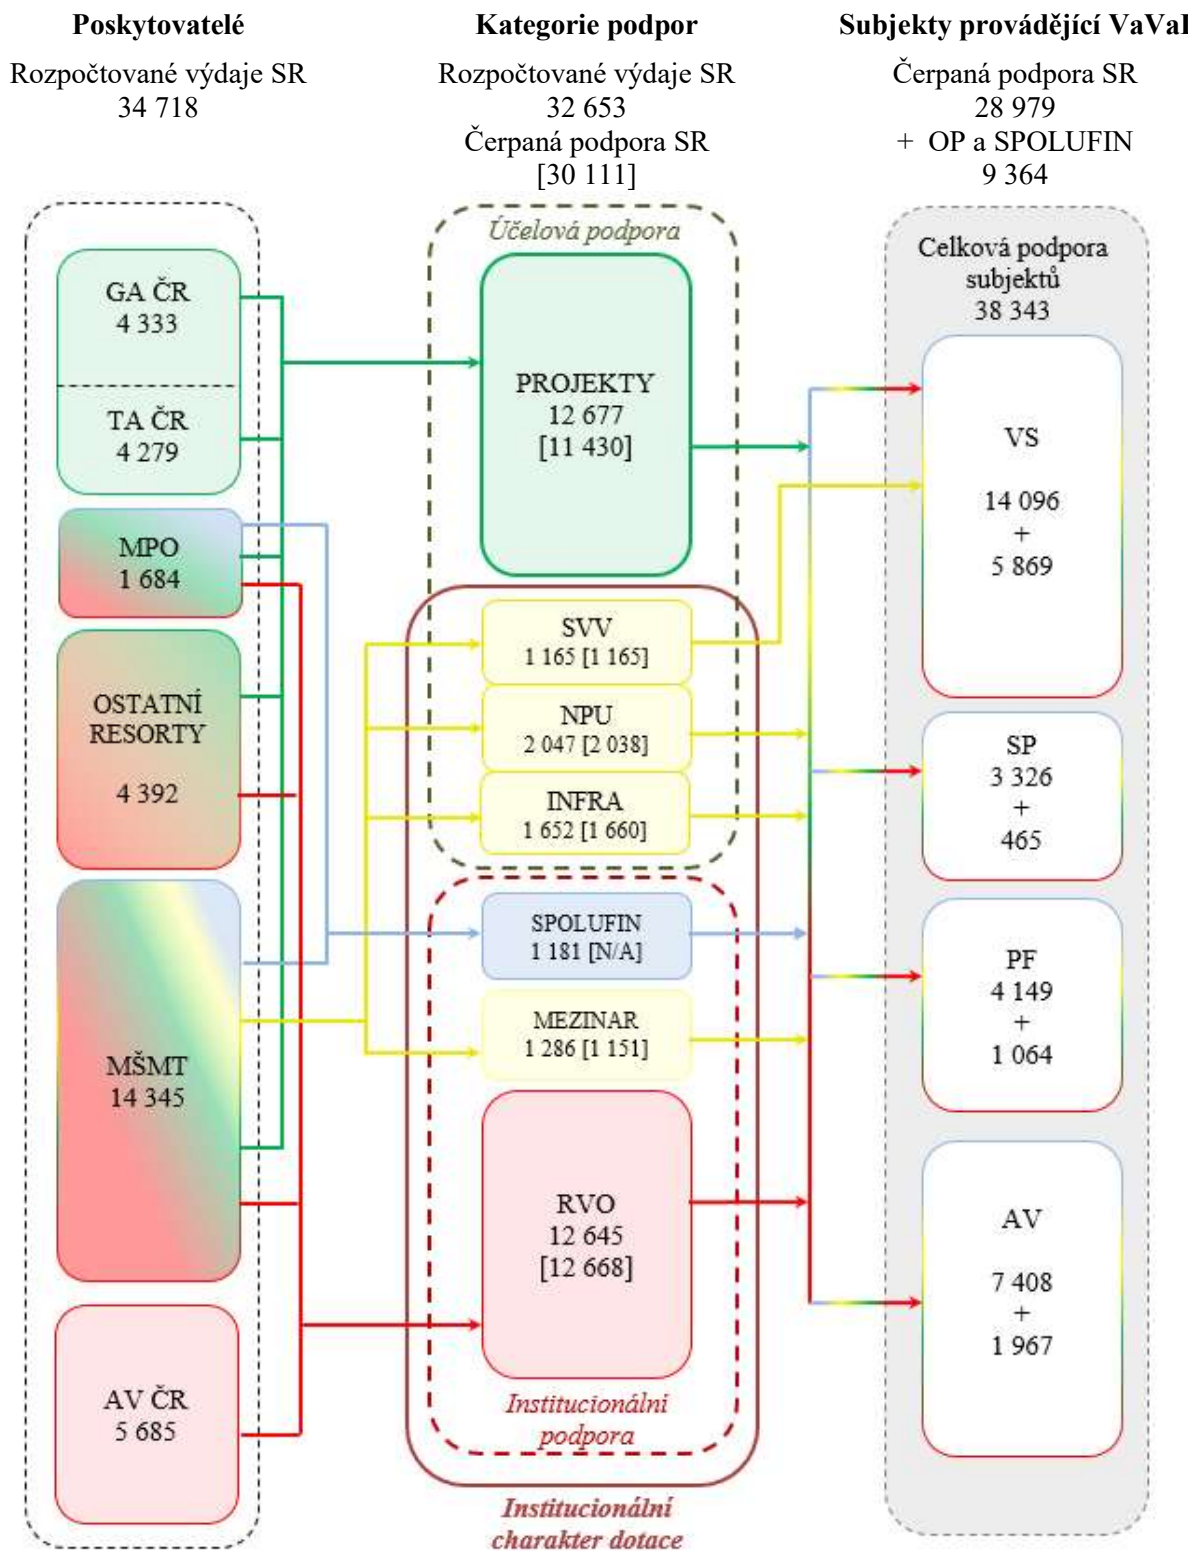 Poskytovatelé
Rozpočtované výdaje SR
34 718
Kategorie podpor
Rozpočtované výdaje SR
32 653
Čerpaná podpora SR
[30 111]
Subjekty provádějící VaVaI
Čerpaná podpora SR
28 979
+ OP a SPOLUFIN
9 364
GA ČR
4 333
TA ČR
4 279
MPO
1 684
OSTATNÍ
RESORTY
4 392
MŠMT
14 345
AV ČR
5 685
Účelová podpora
PROJEKTY
12 677
[11 430]
SVV
1 165 [1 165]
NPU
2 047 [2 038]
INFRA
1 652 [1 660]
SPOLUFIN
1 181 [N/A]
MEZINAR
1 286 [1 151]
RVO
12 645
[12 668]
Institucionální
podpora
Institucionální
charakter dotace
Celková podpora
subjektů
38 343
VS
14 096
+
5 869
SP
3 326
+
465
PF
4 149
+
1 064
AV
7 408
+
1 967